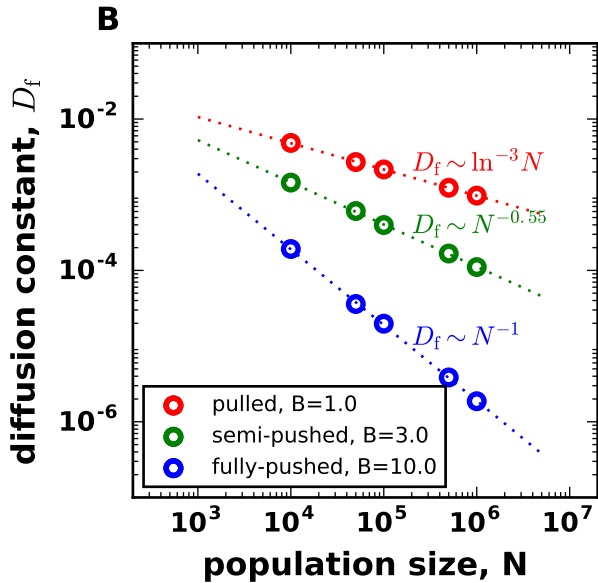 B
diffusion constant, D_f
10^-2
10^-4
10^-6
D_f ~ ln^-3 N
D_f ~ N^-0.55
D_f ~ N^-1
pulled, B=1.0
semi-pushed, B=3.0
fully-pushed, B=10.0
10^3 10^4 10^5 10^6 10^7
population size, N